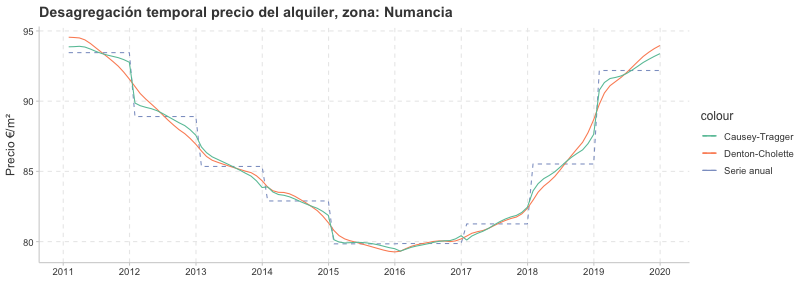 Desagregación temporal precio del alquiler, zona: Numancia
Precio €/m²
95
90
85
80
2011 2012 2013 2014 2015 2016 2017 2018 2019 2020
colour
Causey-Tragger
Denton-Cholette
Serie anual